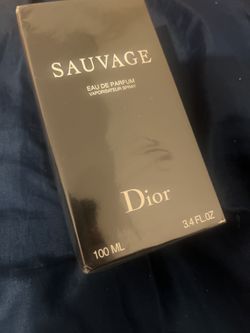 SAUVAGE
EAU DE PARFUM
VAPORISATEUR SPRAY
Dior
100 ML 3.4 FL.OZ